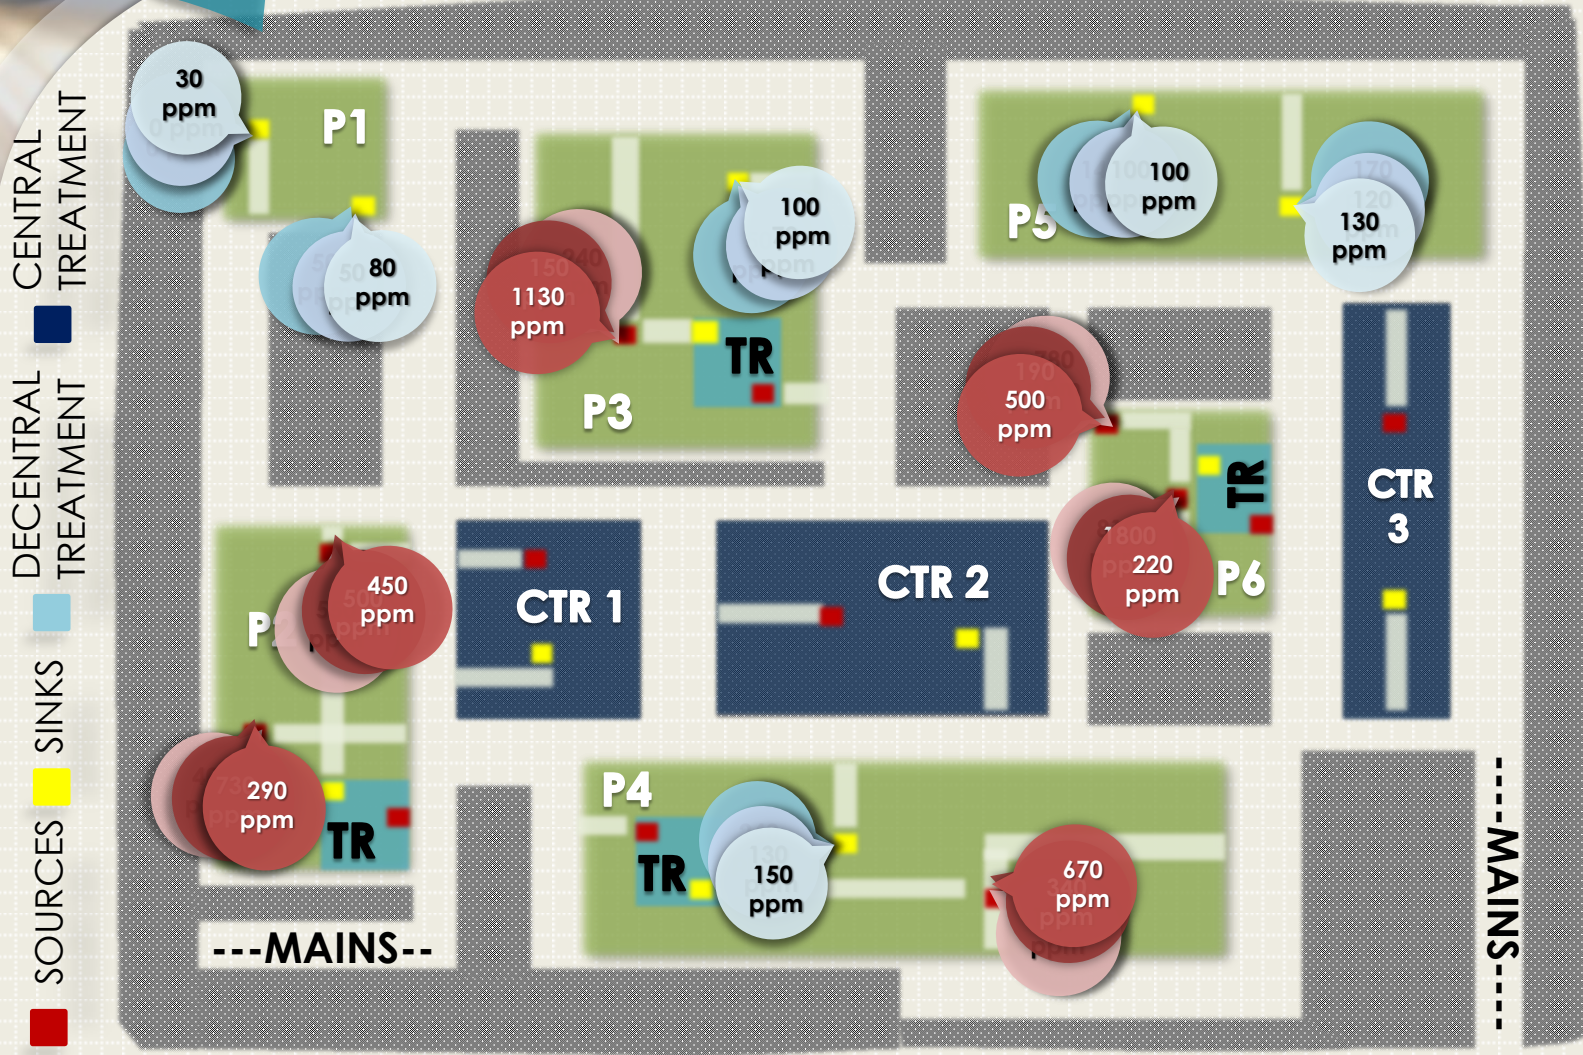 30
ppm
P1
80
ppm
100
ppm
1130
ppm
TR
P3
100
ppm
P5
130
ppm
500
ppm
TR
220
ppm
P6
CTR
3
450
ppm
CTR 1
CTR 2
290
ppm
TR
P4
TR
150
ppm
670
ppm
---MAINS--
----MAINS----
SOURCES
SINKS
DECENTRAL
TREATMENT
CENTRAL
TREATMENT